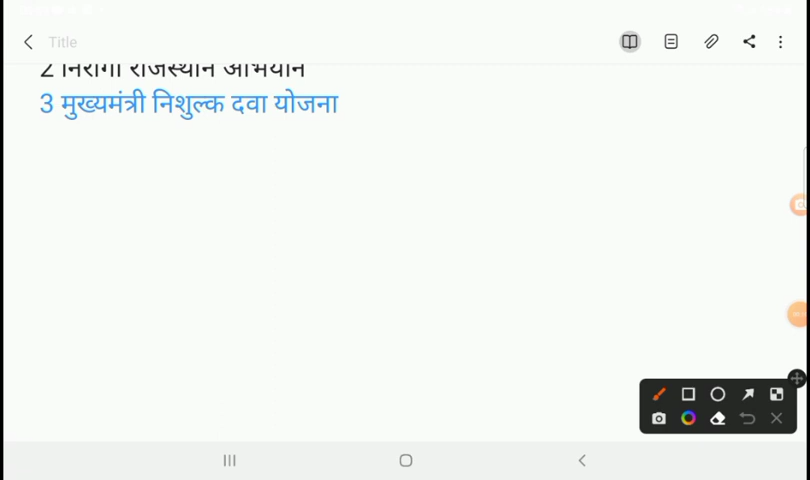 Title
2 निरोगी राजस्थान अभियान
3 मुख्यमंत्री निशुल्क दवा योजना